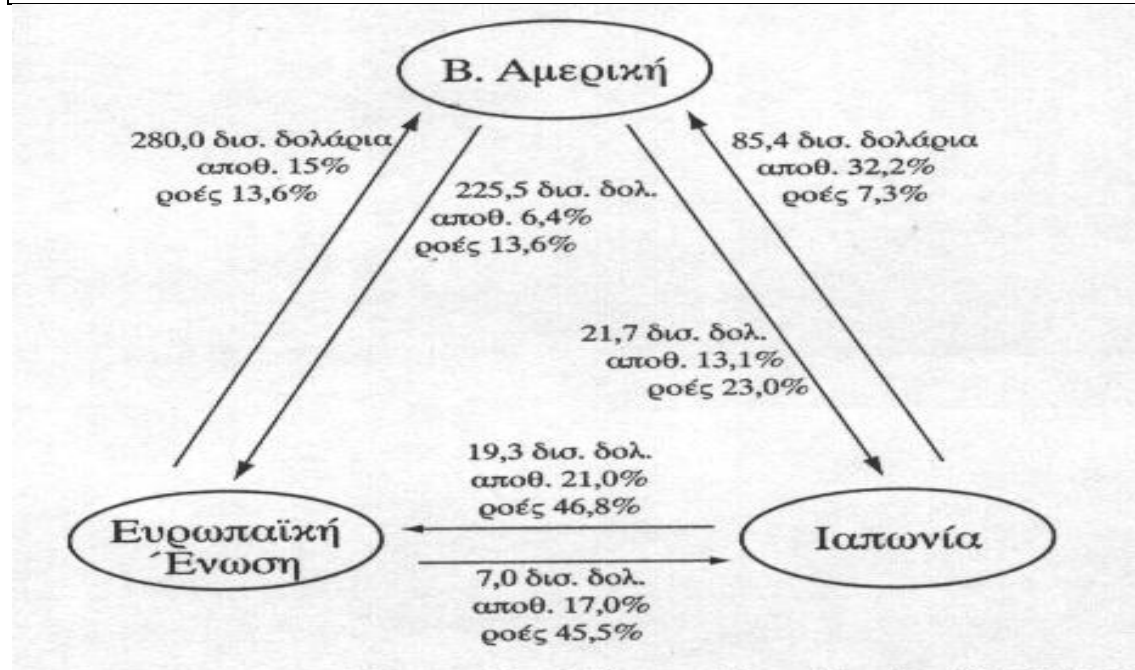 Β. Αμερική
280,0 δισ. δολάρια
αποθ. 15%
ροές 13,6%
225,5 δισ. δολ.
αποθ. 6,4%
ροές 13,6%
85,4 δισ. δολάρια
αποθ. 32,2%
ροές 7,3%
21,7 δισ. δολ.
αποθ. 13,1%
ροές 23,0%
19,3 δισ. δολ.
αποθ. 21,0%
ροές 46,8%
Ευρωπαϊκή
Ένωση
Ιαπωνία
7,0 δισ. δολ.
αποθ. 17,0%
ροές 45,5%